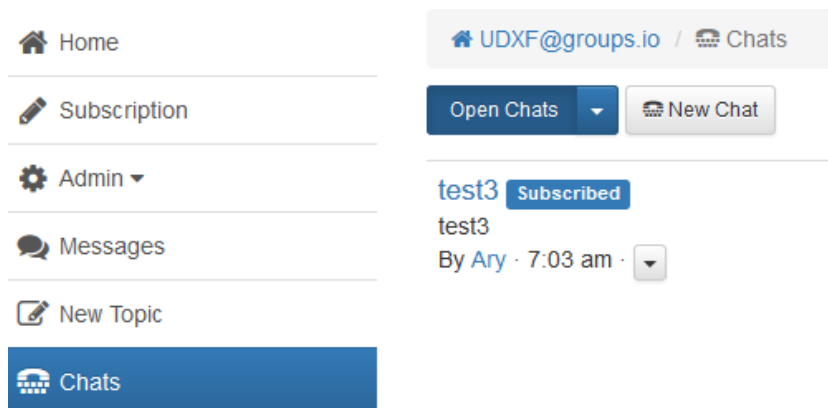 Home
Subscription
Admin
Messages
New Topic
Chats
UDXF@groups.io / Chats
Open Chats
New Chat
test3 Subscribed
test3
By Ary · 7:03 am ·